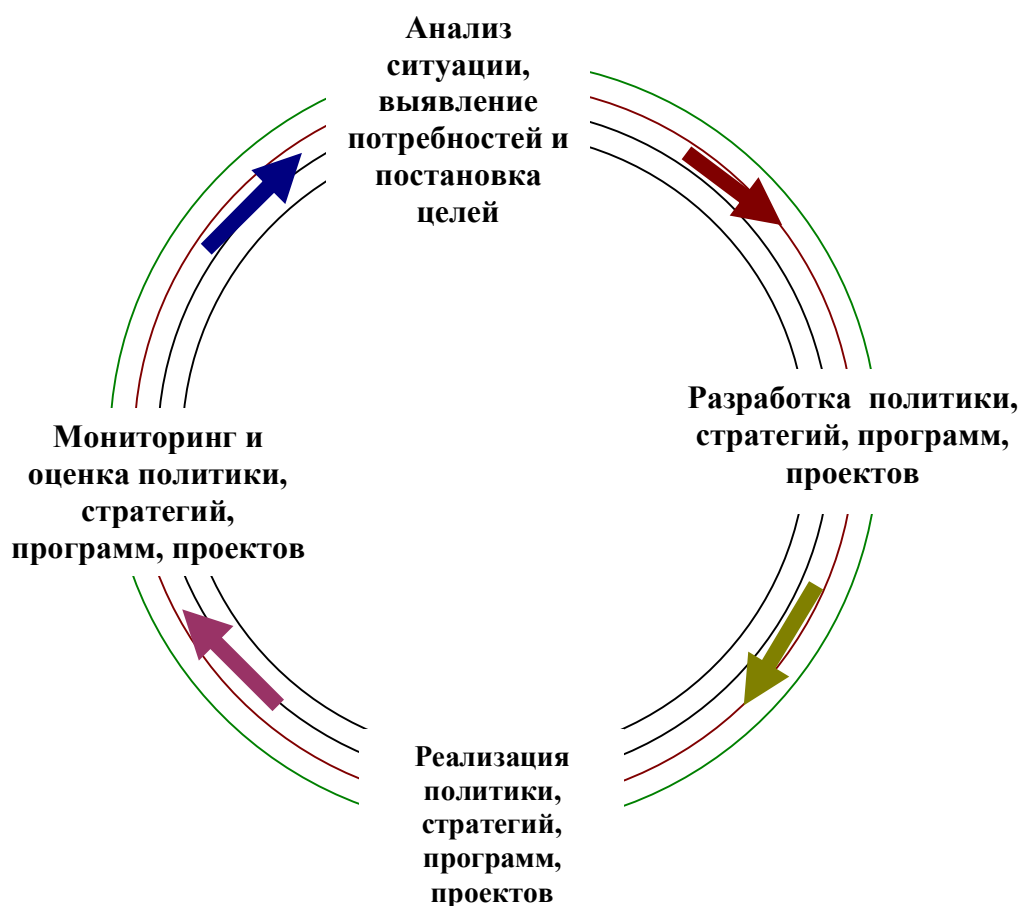 Анализ
ситуации,
выявление
потребностей и
постановка
целей
Разработка политики,
стратегий, программ,
проектов
Мониторинг и
оценка политики,
стратегий,
программ, проектов
Реализация
политики,
стратегий,
программ,
проектов